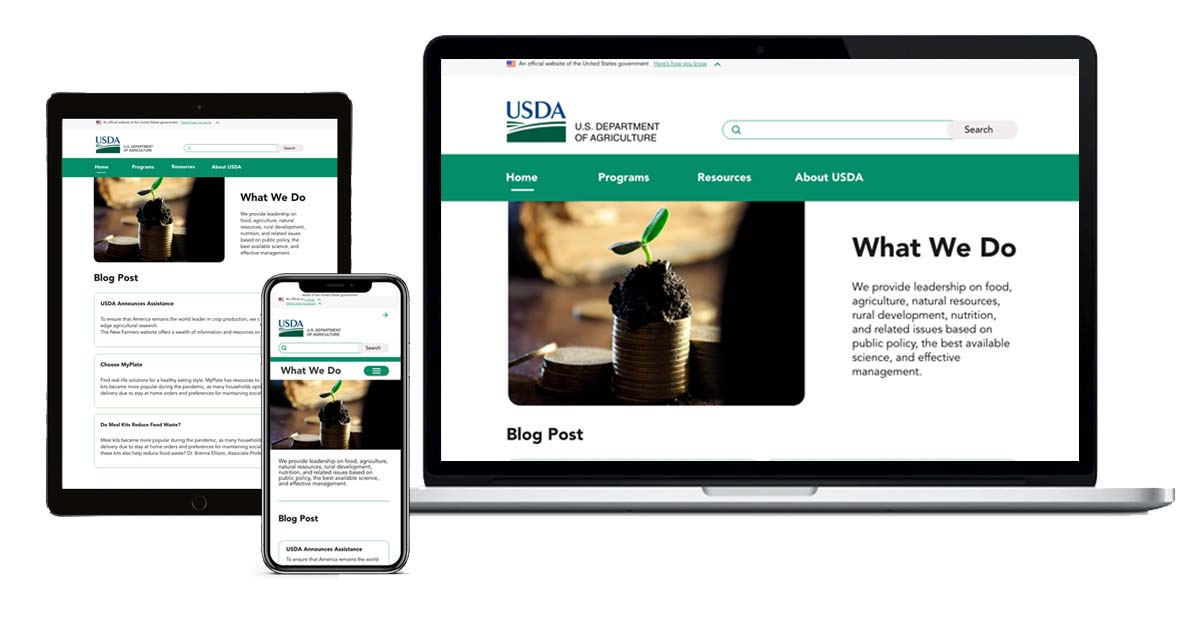 An official website of the United States government Here's how you know
USDA
U.S. DEPARTMENT
OF AGRICULTURE
Search
Home Programs Resources About USDA
What We Do
We provide leadership on
food, agriculture, natural
resources, rural development,
nutrition, and related issues
based on public policy, the
best available science, and
effective management.
Blog Post
USDA Announces Assistance
To ensure that America remains the world leader in crop production, we c
edge agricultural research.
The New Farmers website offers a wealth of information and resources on
Choose MyPlate
Find real-life solutions for a healthy eating style. MyPlate has resources to
kits became more popular during the pandemic, as many households opt
delivery due to stay at home orders and preferences for maintaining social
Do Meal Kits Reduce Food Waste?
Meal kits became more popular during the pandemic, as many household
delivery due to stay at home orders and preferences for maintaining social
these kits also help reduce food waste? Dr. Brenna Ellison, Associate Profe
website of the United States government
An official
Here's how you know
USDA
U.S. DEPARTMENT
OF AGRICULTURE
Search
What We Do
We provide leadership on food, agriculture,
natural resources, rural development,
nutrition, and related issues based on
public policy, the best available science,
and effective management.
Blog Post
USDA Announces Assistance
To ensure that America remains the world
An official website of the United States government Here's how you know
USDA
U.S. DEPARTMENT
OF AGRICULTURE
Search
Home Programs Resources About USDA
What We Do
We provide leadership on food,
agriculture, natural resources,
rural development, nutrition,
and related issues based on
public policy, the best available
science, and effective
management.
Blog Post